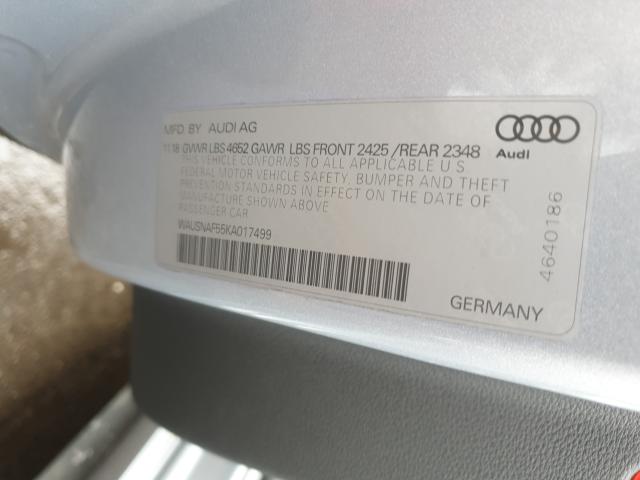 MFD BY AUDI AG
11.18 GVWR LBS 4652 GAWR LBS FRONT 2425 / REAR 2348
THIS VEHICLE CONFORMS TO ALL APPLICABLE U S
FEDERAL MOTOR VEHICLE SAFETY, BUMPER AND THEFT
PREVENTION STANDARDS IN EFFECT ON THE DATE OF
MANUFACTURE SHOWN ABOVE
PASSENGER CAR
WAUSNAF55KA017499
Audi
4640186
GERMANY